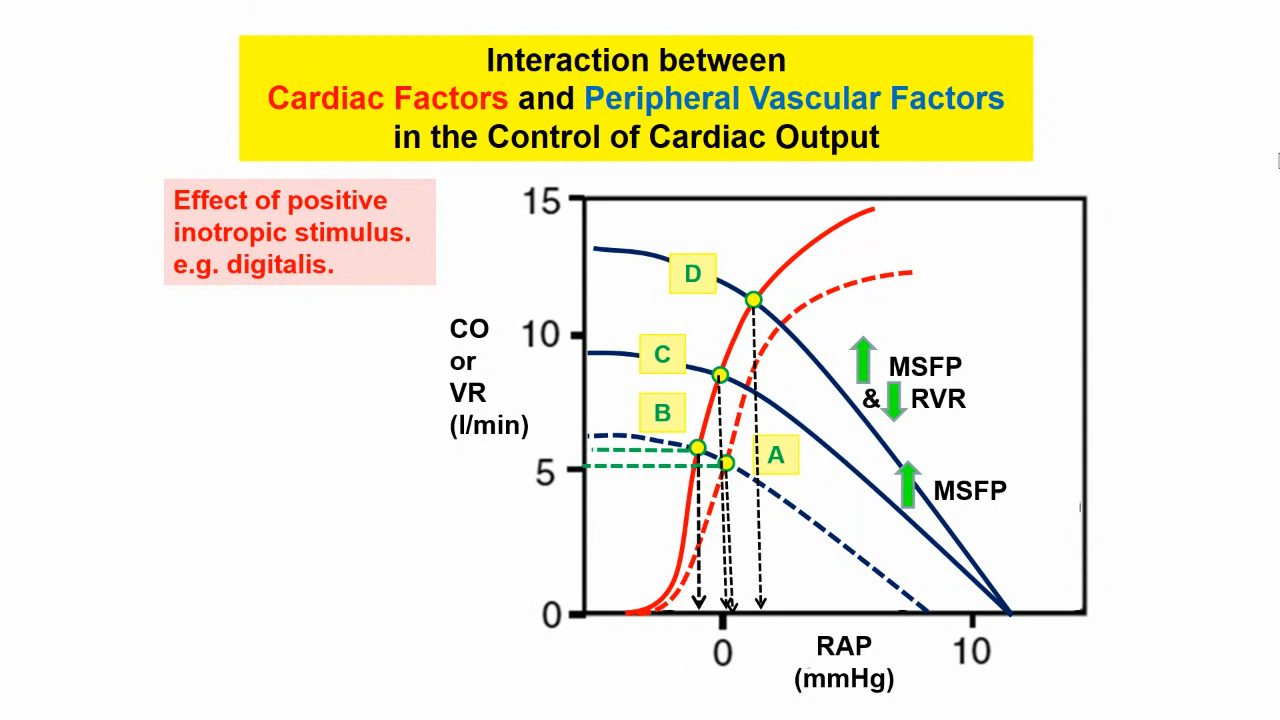 Interaction between
Cardiac Factors and Peripheral Vascular Factors
in the Control of Cardiac Output
Effect of positive
inotropic stimulus.
e.g. digitalis.
15
D
CO
or
VR
(l/min)
10
C
MSFP
& RVR
B
A
5
MSFP
0
0
RAP
(mmHg)
10